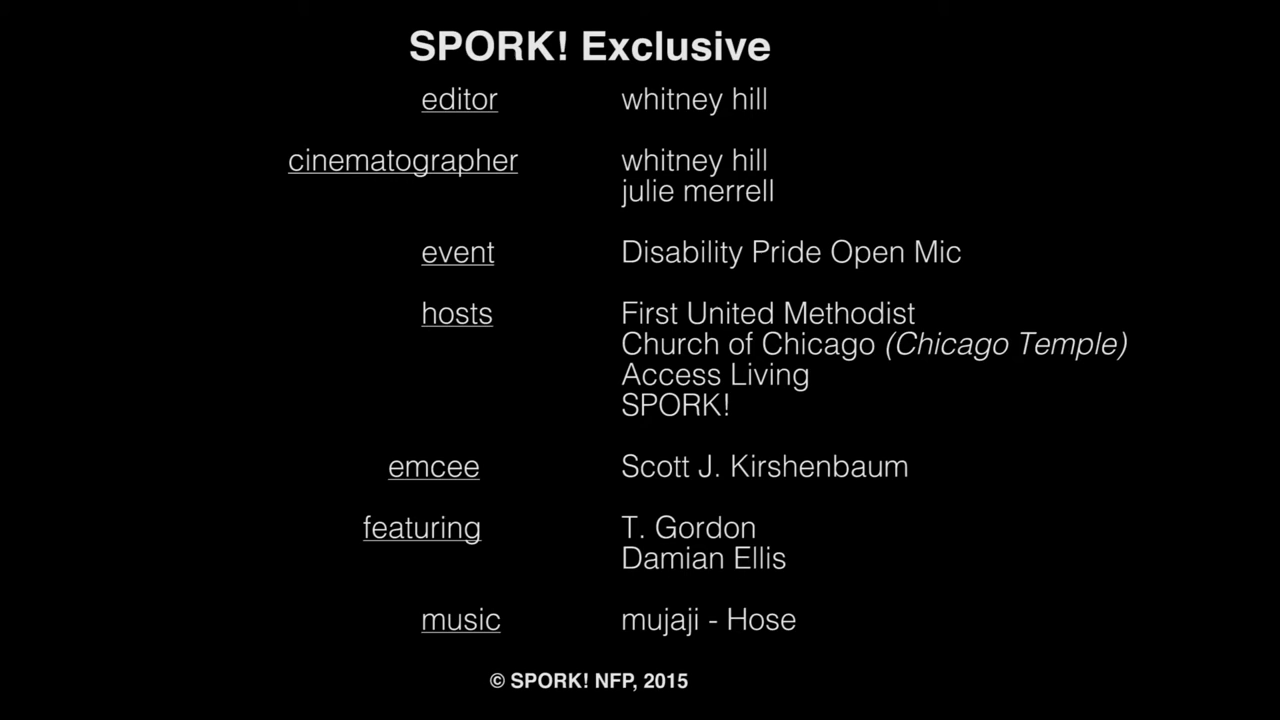 SPORK! Exclusive
editor whitney hill
cinematographer whitney hill
julie merrell
event Disability Pride Open Mic
hosts First United Methodist
Church of Chicago (Chicago Temple)
Access Living
SPORK!
emcee Scott J. Kirshenbaum
featuring T. Gordon
Damian Ellis
music mujaji - Hose
© SPORK! NFP, 2015